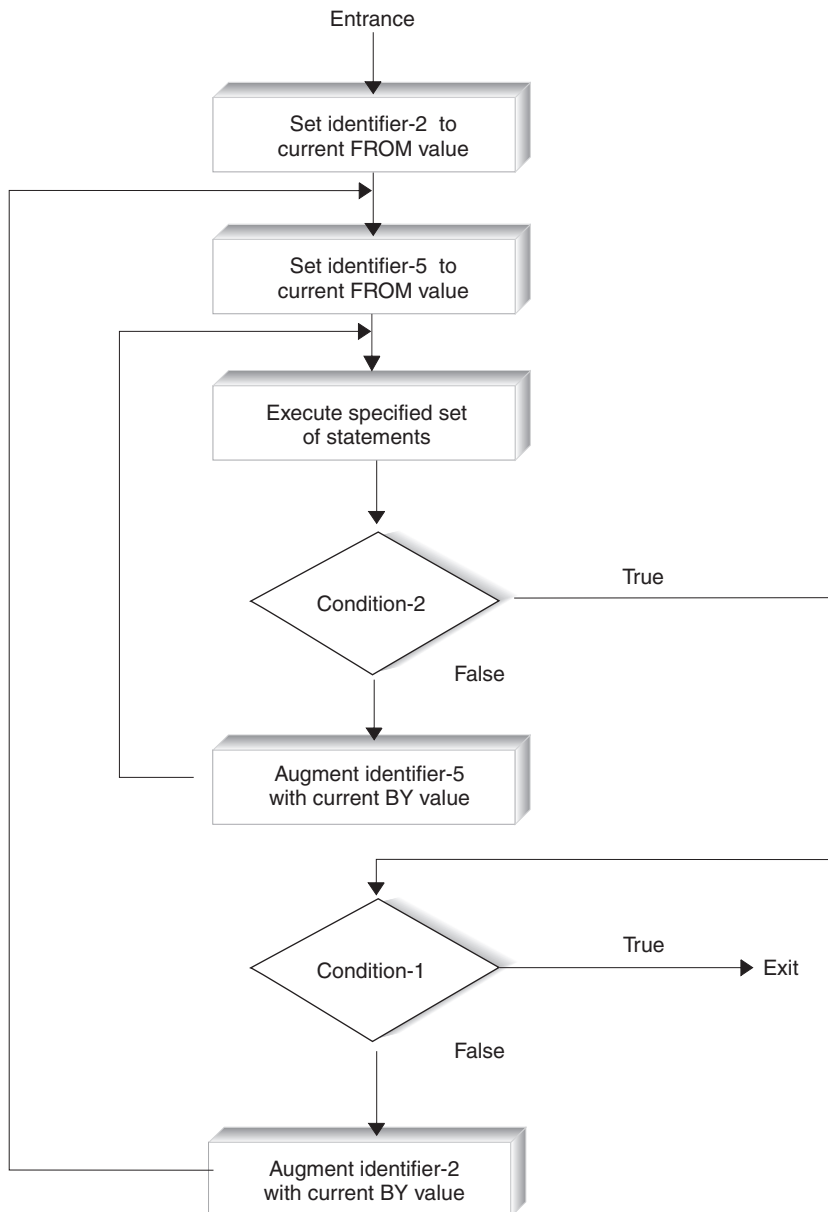 Entrance
Set identifier-2 to
current FROM value
Set identifier-5 to
current FROM value
Execute specified set
of statements
Condition-2
True
False
Augment identifier-5
with current BY value
Condition-1
True
Exit
False
Augment identifier-2
with current BY value